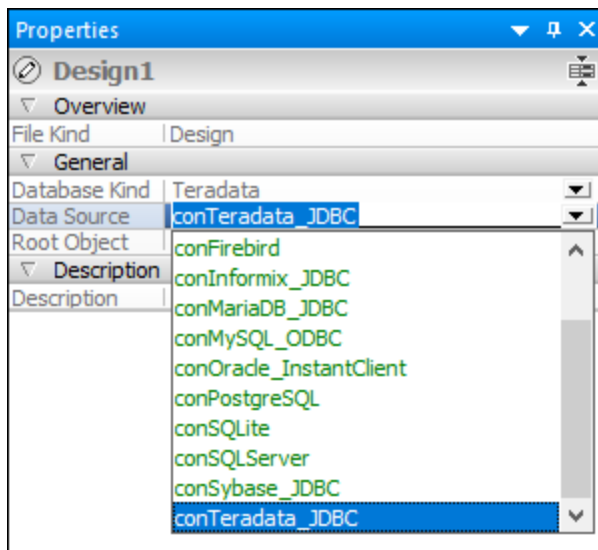 Properties
Design1
Overview
File Kind Design
General
Database Kind Teradata
Data Source conTeradata_JDBC
Root Object
Description
Description
conFirebird
conInformix_JDBC
conMariaDB_JDBC
conMySQL_ODBC
conOracle_InstantClient
conPostgreSQL
conSQLite
conSQLServer
conSybase_JDBC
conTeradata_JDBC